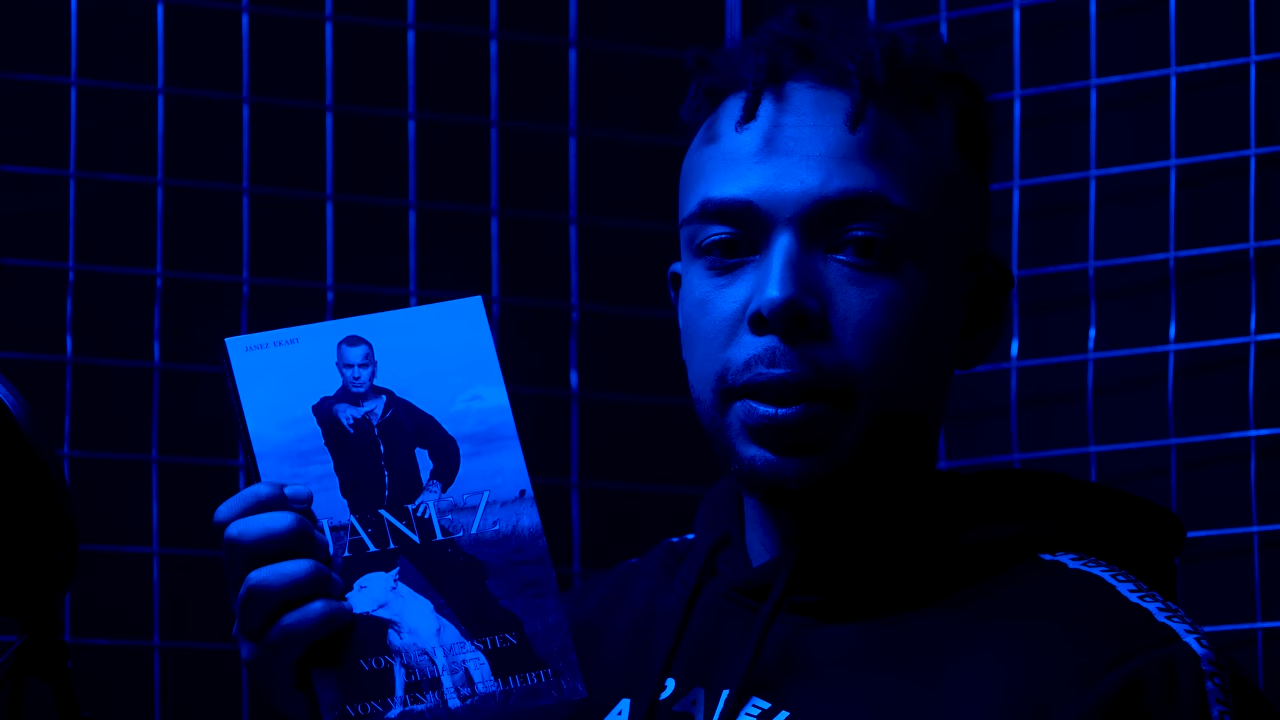 JANEZ EKART
JANEZ
VON DEN MEISTEN
GEHASST-
VON WENIGEN GELIEBT!